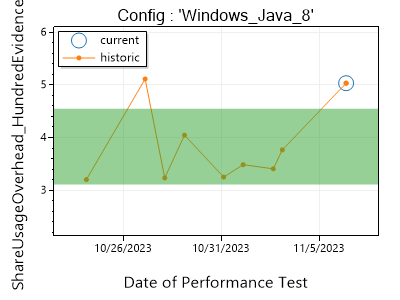 Config : 'Windows_Java_8'
current
historic
ShareUsageOverhead_HundredEvidence
6
5
4
3
10/26/2023
10/31/2023
11/5/2023
Date of Performance Test